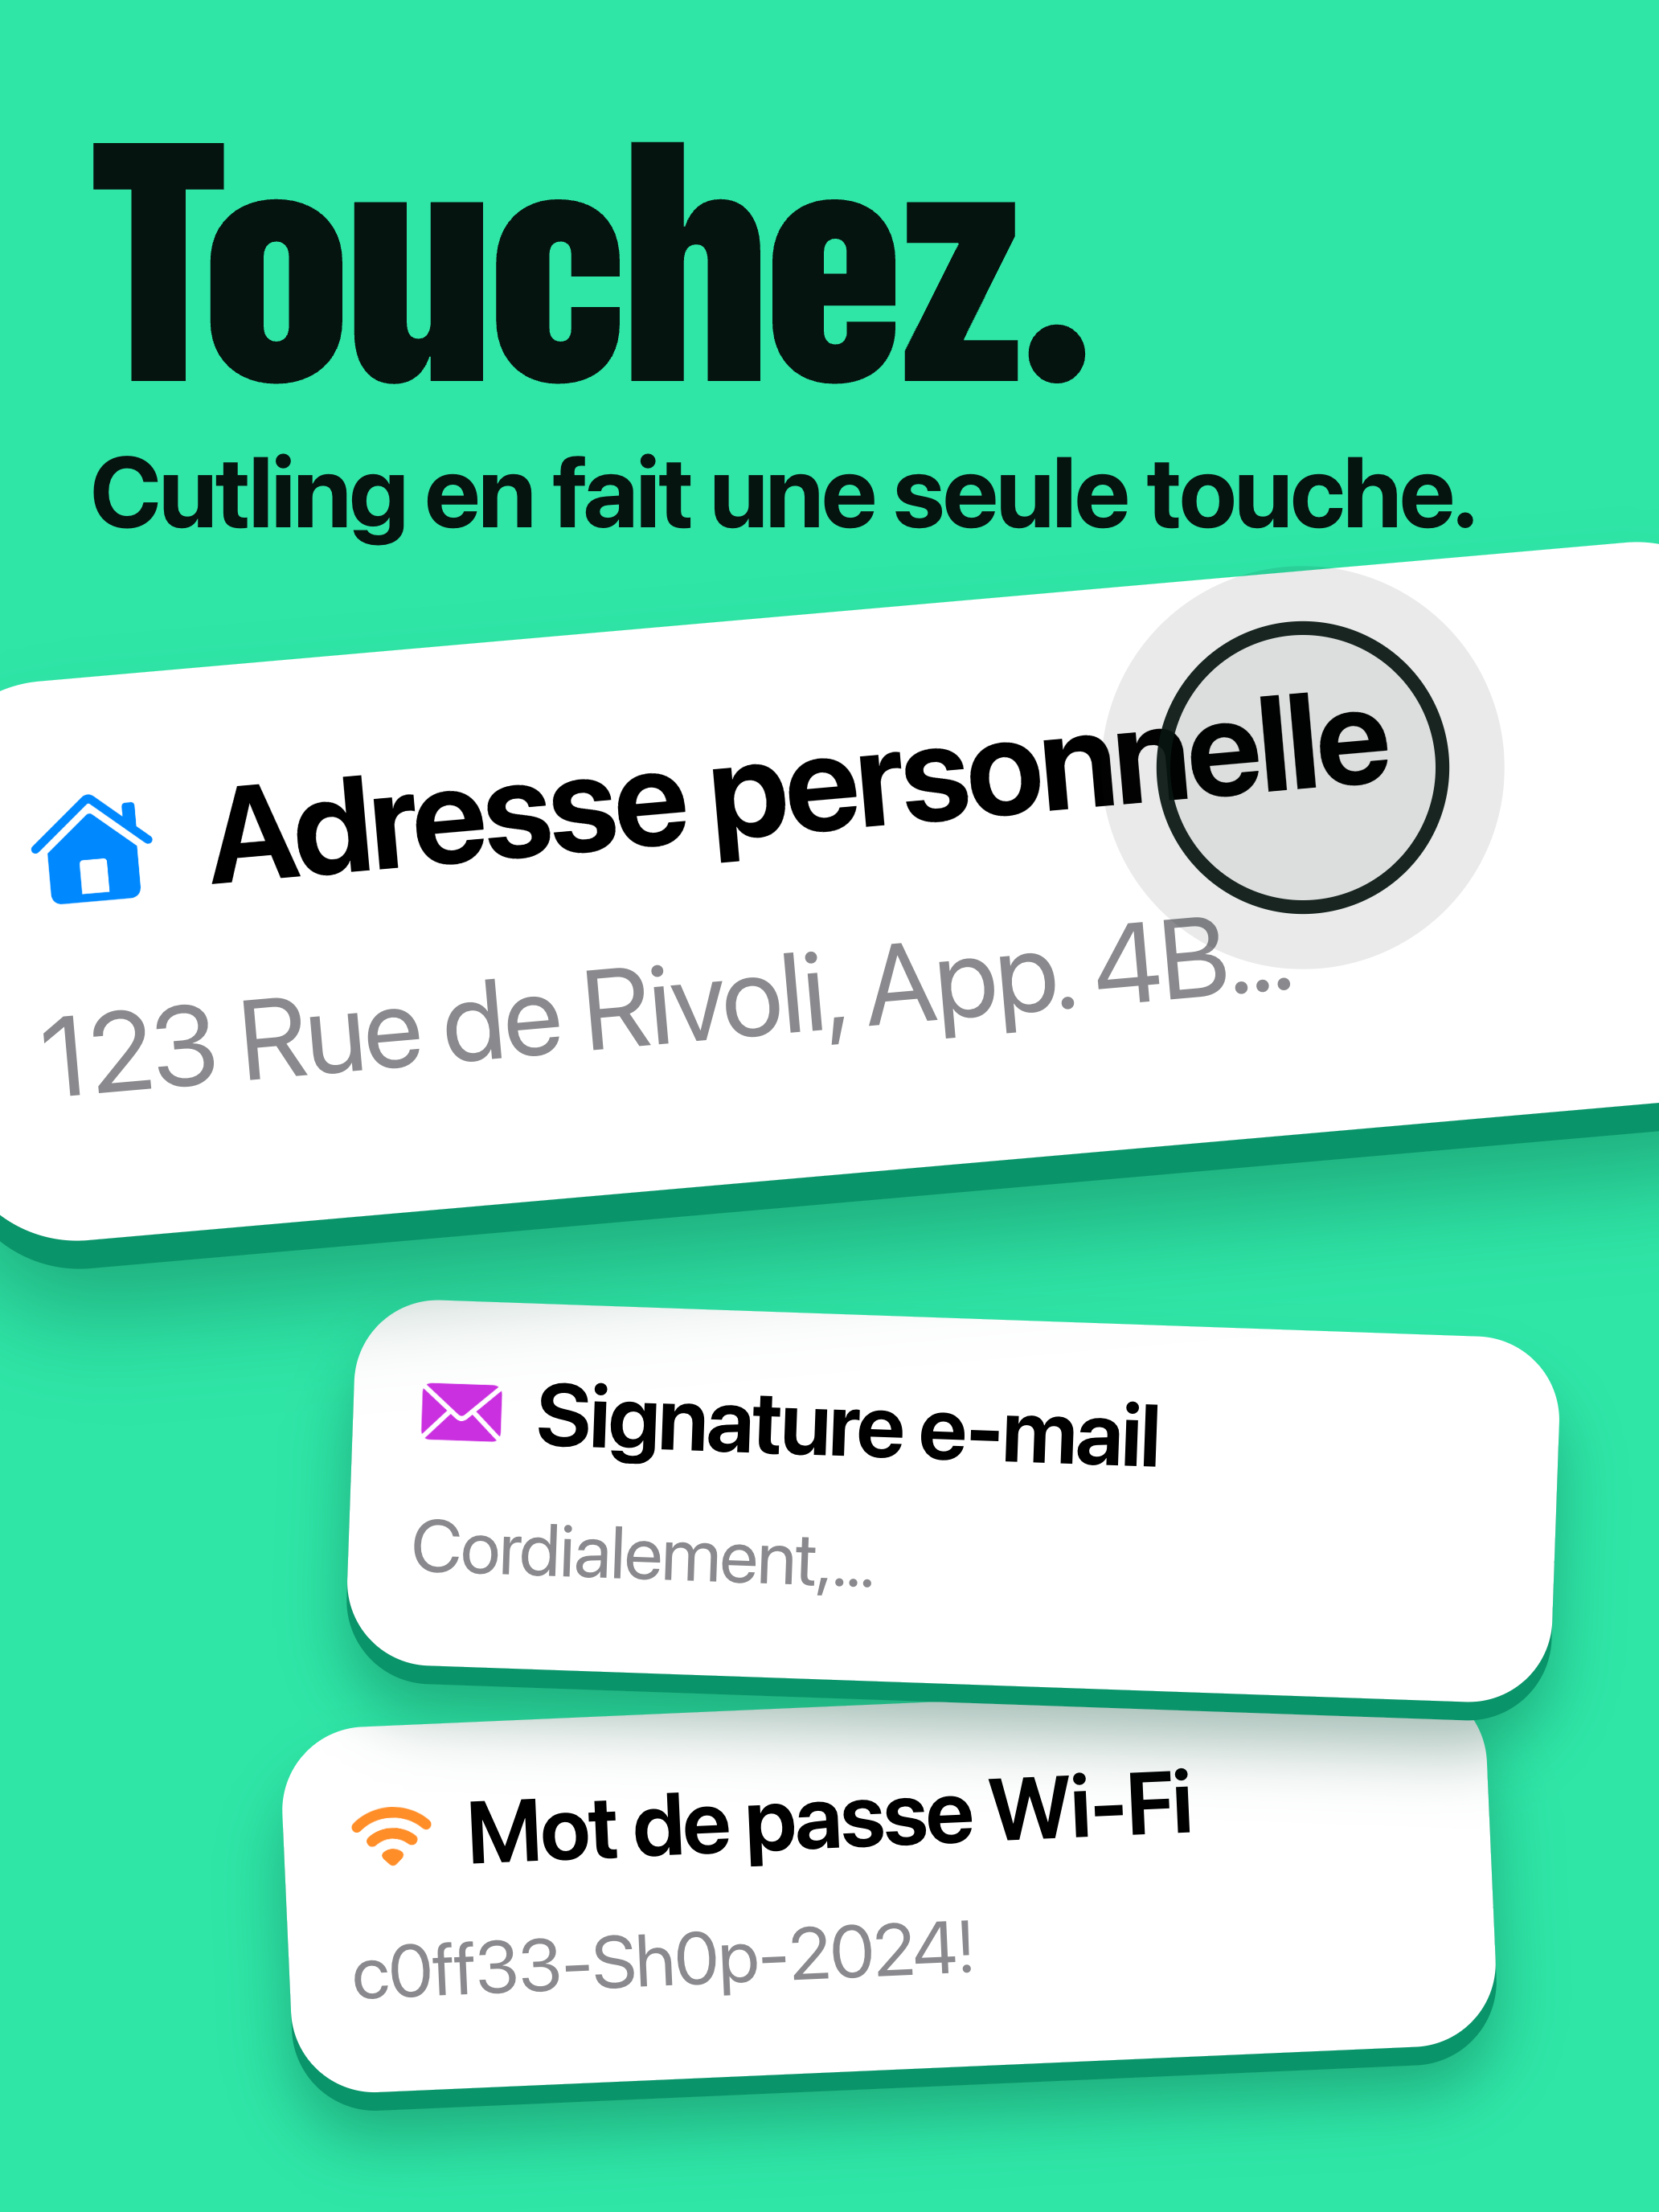 Touchez.
Cutling en fait une seule touche.
Adresse personnelle
123 Rue de Rivoli, App. 4B...
Signature e-mail
Cordialement,...
Mot de passe Wi-Fi
c0ff33-Sh0p-2024!